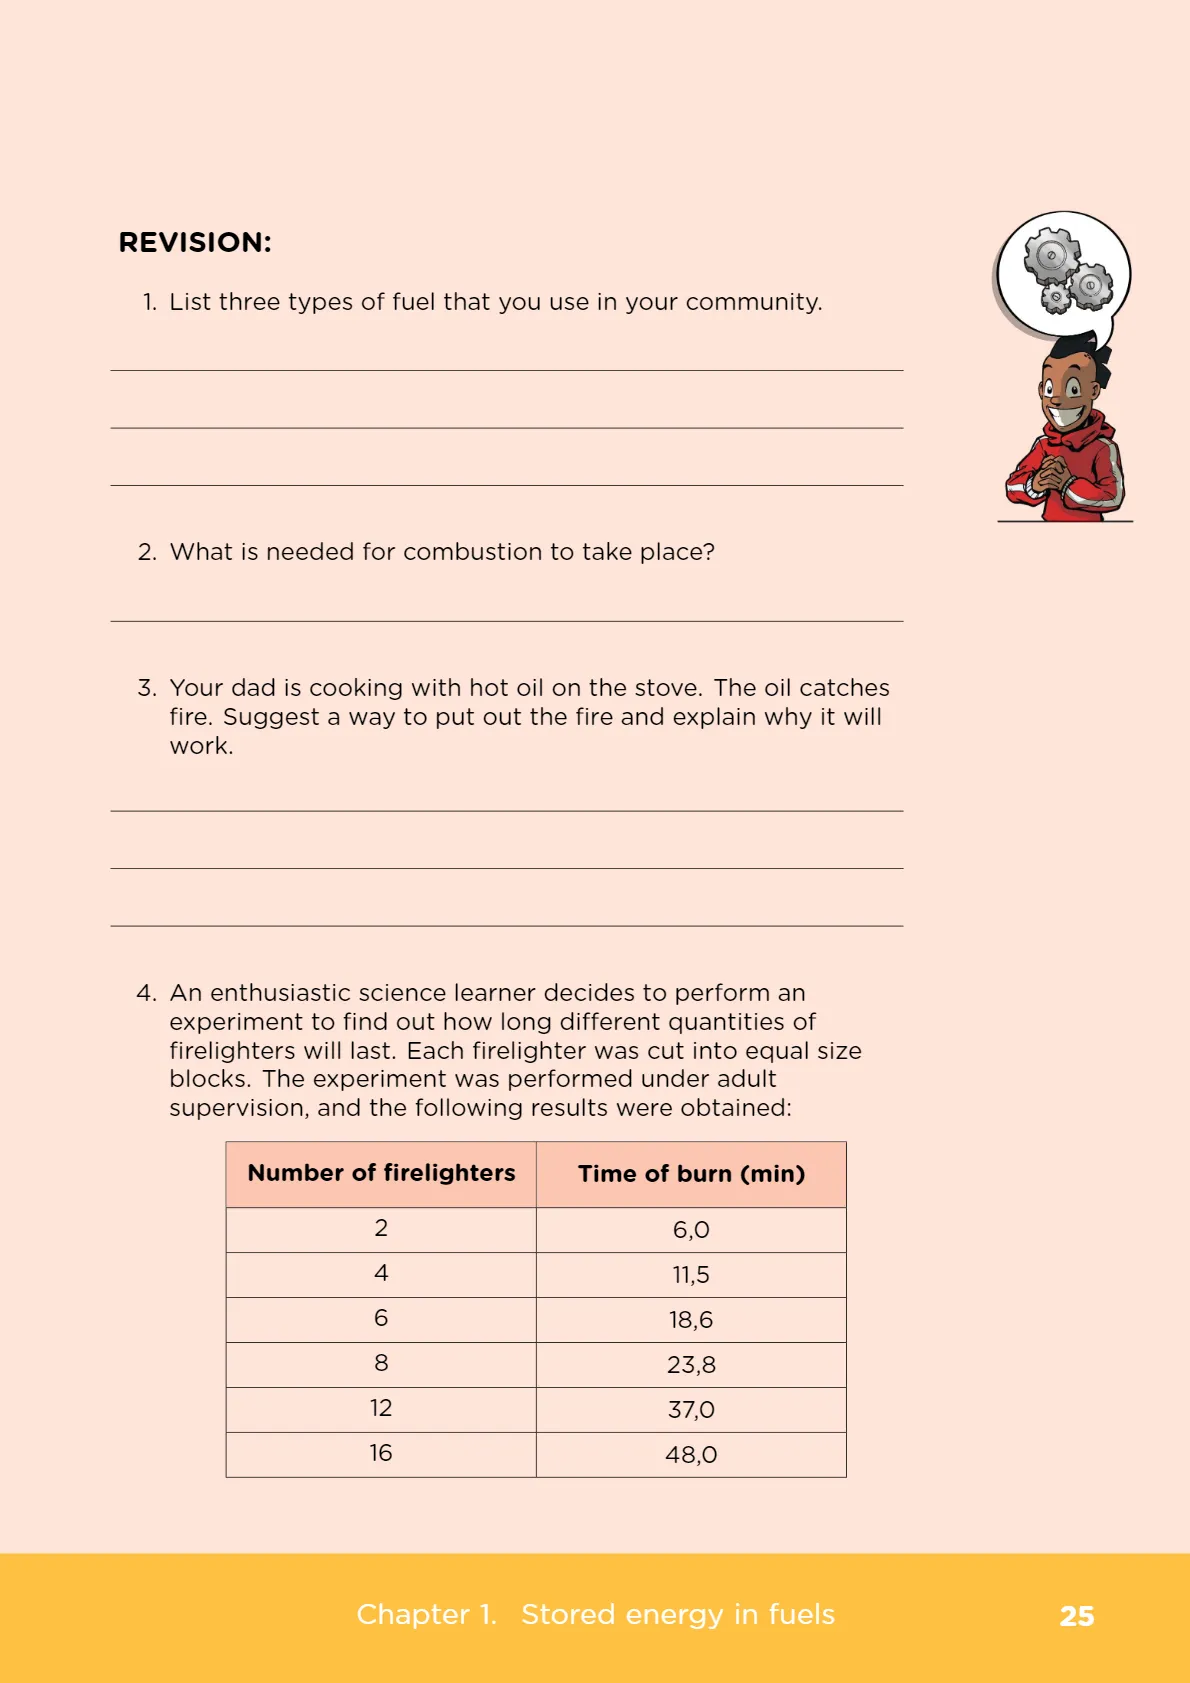 REVISION:
1. List three types of fuel that you use in your community.
2. What is needed for combustion to take place?
3. Your dad is cooking with hot oil on the stove. The oil catches
fire. Suggest a way to put out the fire and explain why it will
work.
4. An enthusiastic science learner decides to perform an
experiment to find out how long different quantities of
firelighters will last. Each firelighter was cut into equal size
blocks. The experiment was performed under adult
supervision, and the following results were obtained:
Number of firelighters Time of burn (min)
2 6,0
4 11,5
6 18,6
8 23,8
12 37,0
16 48,0
Chapter 1. Stored energy in fuels 25